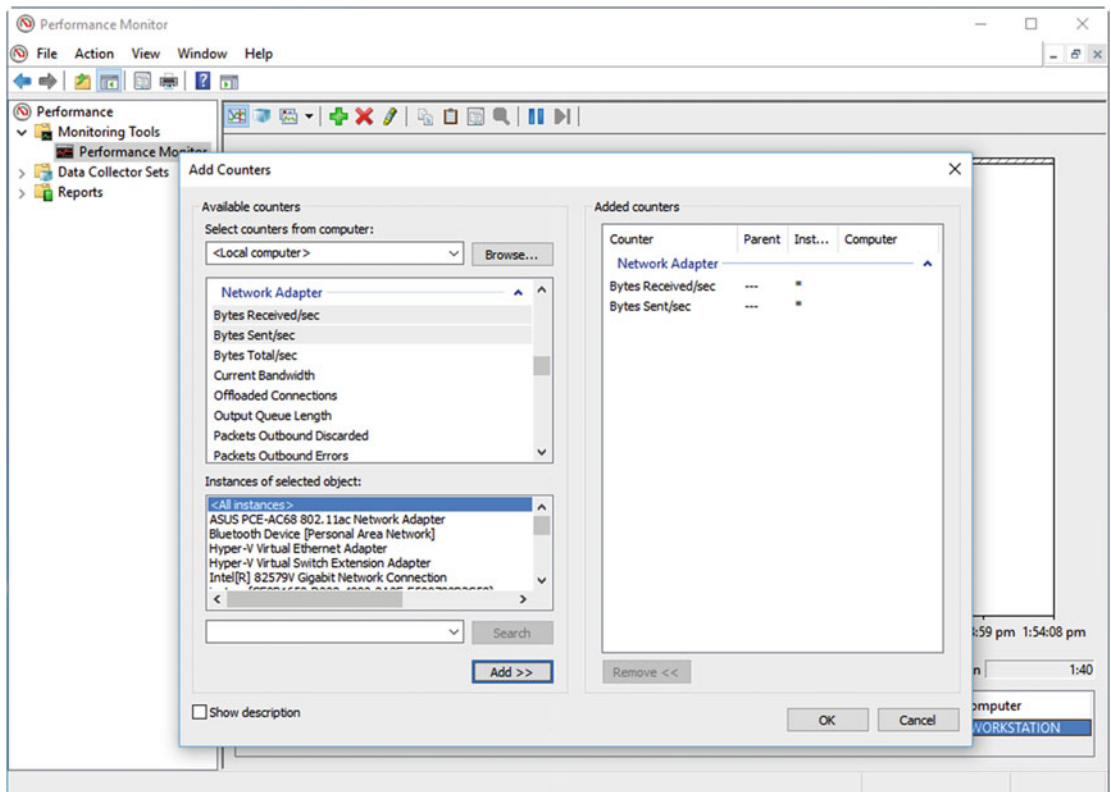 Performance Monitor
File Action View Window Help
Performance
Monitoring Tools
Performance Monitor
Data Collector Sets
Reports
Add Counters
Available counters
Select counters from computer:
<Local computer>
Browse...
Network Adapter
Bytes Received/sec
Bytes Sent/sec
Bytes Total/sec
Current Bandwidth
Offloaded Connections
Output Queue Length
Packets Outbound Discarded
Packets Outbound Errors
Instances of selected object:
<All instances>
ASUS PCE-AC68 802.11ac Network Adapter
Bluetooth Device [Personal Area Network]
Hyper-V Virtual Ethernet Adapter
Hyper-V Virtual Switch Extension Adapter
Intel[R] 82579V Gigabit Network Connection
Search
Add >>
Show description
Added counters
Counter Parent Inst... Computer
Network Adapter
Bytes Received/sec --- *
Bytes Sent/sec --- *
Remove <<
OK Cancel
:59 pm 1:54:08 pm
n 1:40
omputer
WORKSTATION